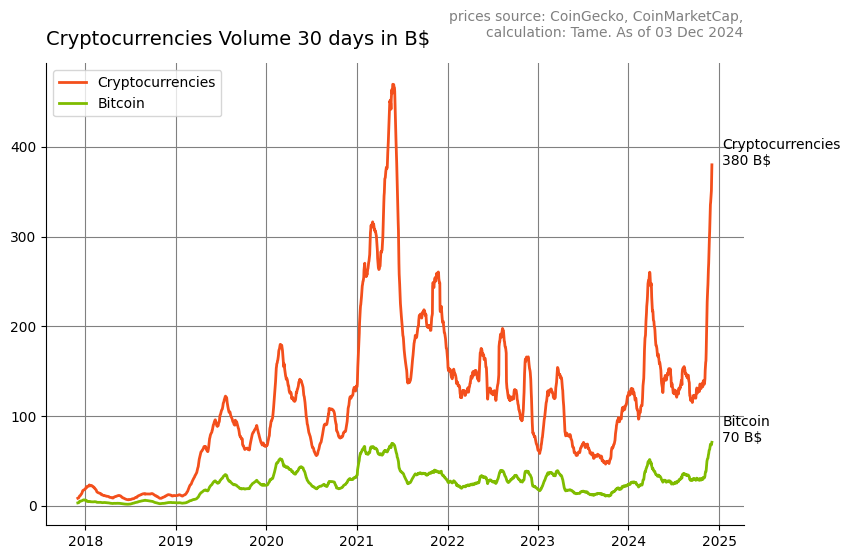 prices source: CoinGecko, CoinMarketCap,
calculation: Tame. As of 03 Dec 2024
Cryptocurrencies Volume 30 days in B$
Cryptocurrencies
Bitcoin
400
300
200
100
0
Cryptocurrencies
380 B$
Bitcoin
70 B$
2018
2019
2020
2021
2022
2023
2024
2025